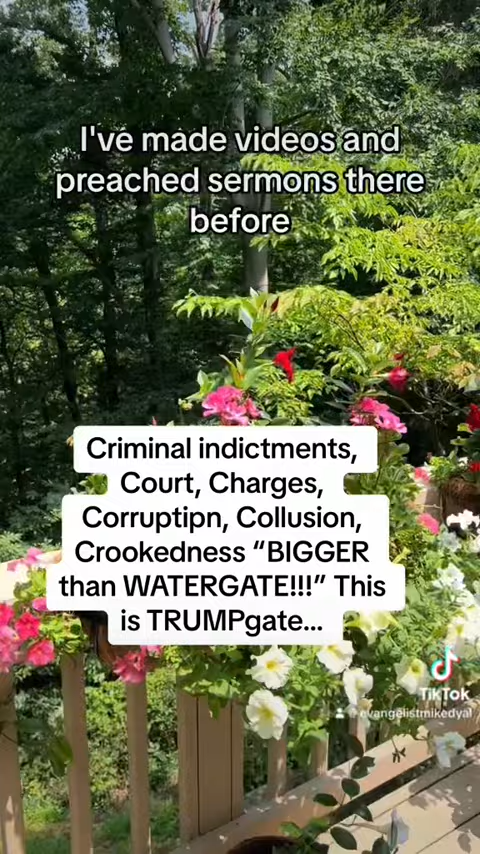 I've made videos and
preached sermons there
before
Criminal indictments,
Court, Charges,
Corruptipn, Collusion,
Crookedness “BIGGER
than WATERGATE!!!” This
is TRUMPgate...
TikTok
evangelistmikedyal